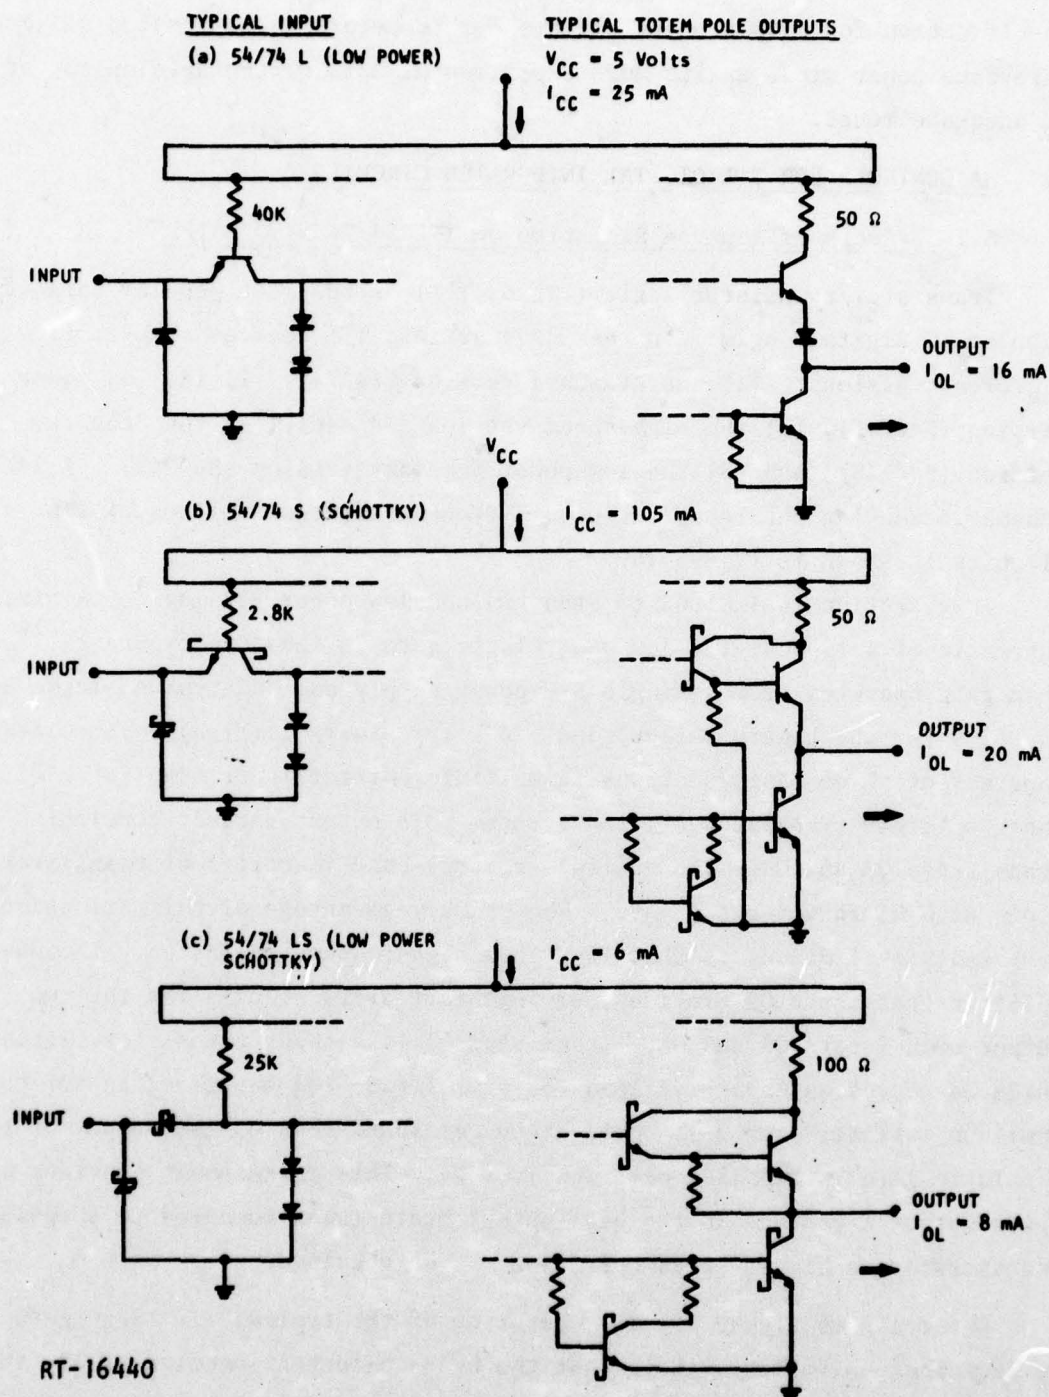 TYPICAL INPUT
TYPICAL TOTEM POLE OUTPUTS
(a) 54/74 L (LOW POWER)
V_CC = 5 Volts
I_CC = 25 mA
40K
50 Ω
INPUT
OUTPUT
I_OL = 16 mA
V_CC
(b) 54/74 S (SCHOTTKY)
I_CC = 105 mA
2.8K
50 Ω
INPUT
OUTPUT
I_OL = 20 mA
(c) 54/74 LS (LOW POWER
SCHOTTKY)
I_CC = 6 mA
25K
100 Ω
INPUT
OUTPUT
I_OL = 8 mA
RT-16440